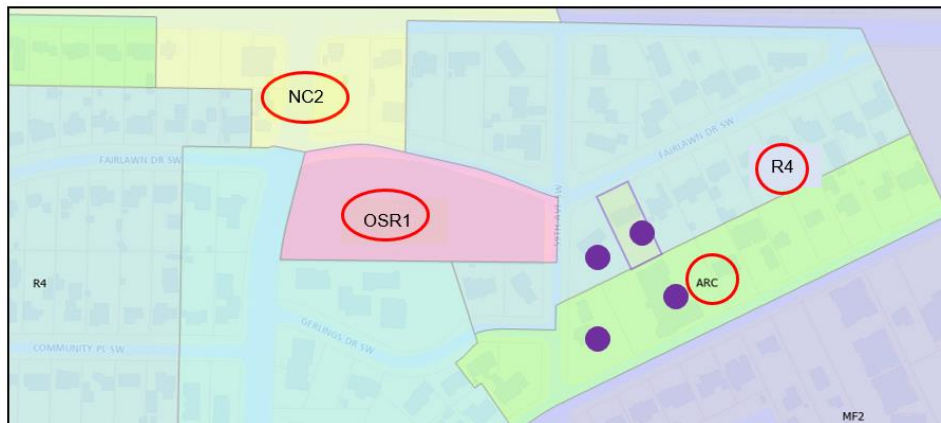 NC2
FAIRLAWN DR SW
FAIRLAWN DR SW
R4
OSR1
ARC
R4
GERLINGS DR SW
COMMUNITY PL SW
MF2